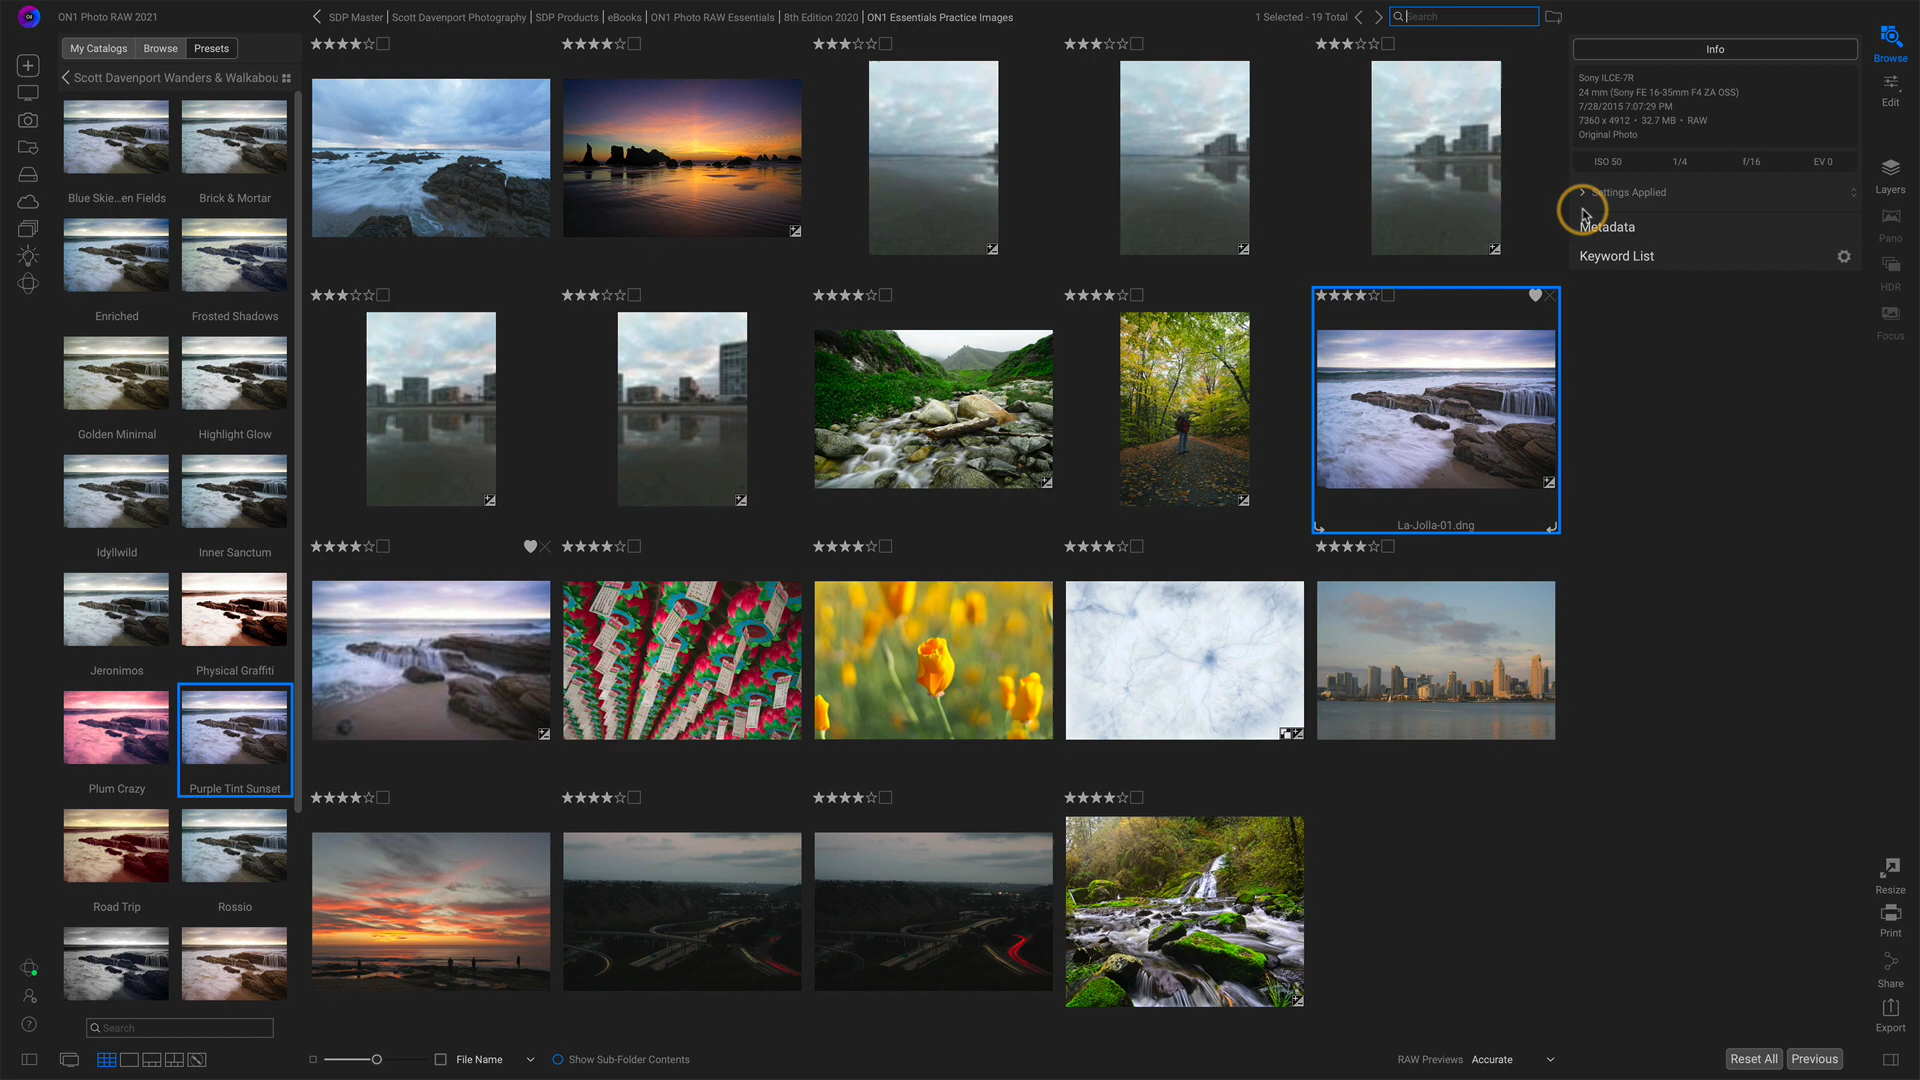 ON1 Photo RAW 2021
SDP Master | Scott Davenport Photography | SDP Products | eBooks | ON1 Photo RAW Essentials | 8th Edition 2020 | ON1 Essentials Practice Images
1 Selected - 19 Total
Search
My Catalogs
Browse
Presets
Scott Davenport Wanders & Walkabou
Blue Skie...en Fields
Brick & Mortar
Enriched
Frosted Shadows
Golden Minimal
Highlight Glow
Idyllwild
Inner Sanctum
Jeronimos
Physical Graffiti
Plum Crazy
Purple Tint Sunset
Road Trip
Rossio
Search
La-Jolla-01.dng
File Name
Show Sub-Folder Contents
RAW Previews Accurate
Info
Sony ILCE-7R
24 mm (Sony FE 16-35mm F4 ZA OSS)
7/28/2015 7:07:29 PM
7360 x 4912 • 32.7 MB • RAW
Original Photo
ISO 50
1/4
f/16
EV 0
Settings Applied
Metadata
Keyword List
Browse
Edit
Layers
Pano
HDR
Focus
Resize
Print
Share
Export
Reset All
Previous